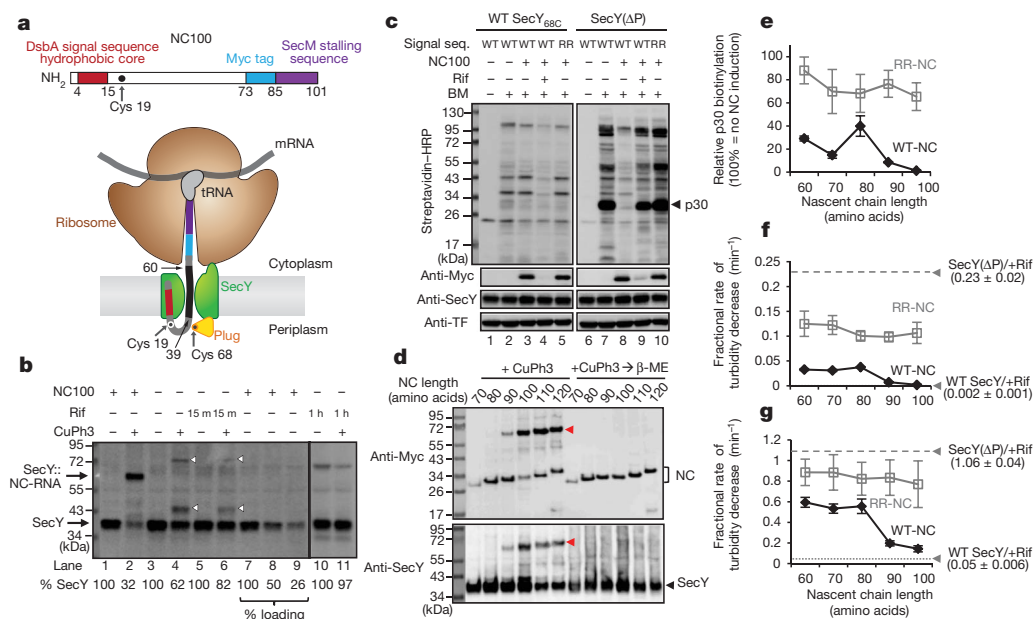 a
NC100
DsbA signal sequence
hydrophobic core
Myc tag
SecM stalling
sequence
NH2
4 15 73 85 101
Cys 19
mRNA
tRNA
Ribosome
60
Cytoplasm
SecY
Periplasm
Plug
Cys 19
39
Cys 68
b
NC100 + + – – – – + + + – –
Rif – – – – 15 m 15 m – – – 1 h 1 h
CuPh3 – + – + – + – – – – +
95
72
SecY::
NC-RNA
55
43
SecY
34
(kDa)
Lane 1 2 3 4 5 6 7 8 9 10 11
% SecY 100 32 100 62 100 82 100 50 26 100 97
% loading
c
WT SecY68C SecY(ΔP)
Signal seq. WT WT WT WT RR WT WT WT WT RR
NC100 – – + + + – – + + +
Rif – – – + – – – – + –
BM – + + + + – + + + +
130
95
72
55
43
34
26
17
(kDa)
Streptavidin–HRP
p30
Anti-Myc
Anti-SecY
Anti-TF
1 2 3 4 5 6 7 8 9 10
d
+ CuPh3 +CuPh3 → β-ME
NC length
(amino acids)
70 80 90 100 110 120 70 80 90 100 110 120
95
72
55
43
34
26
17
Anti-Myc
NC
95
72
55
43
34
(kDa)
Anti-SecY
SecY
e
Relative p30 biotinylation
(100% = no NC induction)
100
80
60
40
20
0
RR-NC
WT-NC
60 70 80 90 100
Nascent chain length
(amino acids)
f
Fractional rate of
turbidity decrease (min–1)
0.25
0.2
0.15
0.1
0.05
0
SecY(ΔP)/+Rif
(0.23 ± 0.02)
RR-NC
WT-NC
WT SecY/+Rif
(0.002 ± 0.001)
60 70 80 90 100
g
Fractional rate of
turbidity decrease (min–1)
1.2
1
0.8
0.6
0.4
0.2
0
SecY(ΔP)/+Rif
(1.06 ± 0.04)
RR-NC
WT-NC
WT SecY/+Rif
(0.05 ± 0.006)
60 70 80 90 100
Nascent chain length
(amino acids)